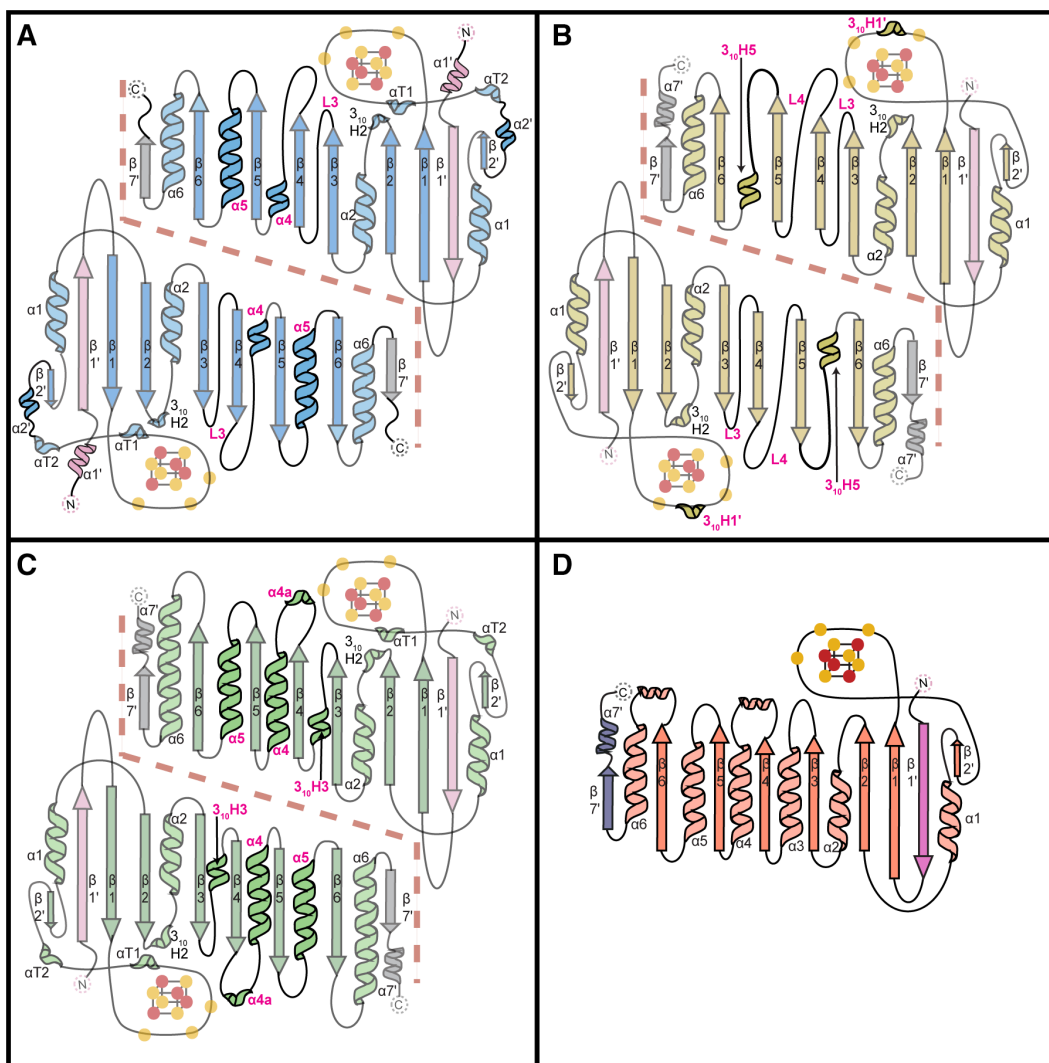 A
N
α1'
αT2
C
αT1
L3
3₁₀
H2
α2'
β
2'
β
7'
α6
β
6
α5
β
5
α4
β
4
β
3
α2
β
2
β
1
β
1'
α1
α1
β
1'
β
1
β
2
α2
β
3
β
4
α4
β
5
α5
β
6
α6
β
7'
β
2'
α2'
αT2
αT1
3₁₀
H2
L3
C
α1'
N
B
3₁₀H1'
3₁₀H5
C
α7'
L4
L3
3₁₀
H2
N
β
7'
α6
β
6
β
5
β
4
β
3
α2
β
2
β
1
β
1'
β
2'
α1
α1
β
1'
β
1
β
2
α2
β
3
β
4
β
5
β
6
α6
β
7'
β
2'
3₁₀
H2
L3
L4
3₁₀H5
α7'
C
N
3₁₀H1'
C
C
α7'
α4a
N
αT2
αT1
3₁₀
H2
β
7'
α6
β
6
α5
β
5
α4
β
4
3₁₀H3
β
3
α2
β
2
β
1
β
1'
β
2'
α1
3₁₀H3
α1
β
1'
β
1
β
2
α2
β
3
β
4
α4
β
5
α5
β
6
α6
β
7'
β
2'
αT2
αT1
3₁₀
H2
N
α4a
α7'
C
D
C
α7'
N
β
7'
α6
β
6
α5
β
5
α4
β
4
α3
β
3
α2
β
2
β
1
β
1'
β
2'
α1